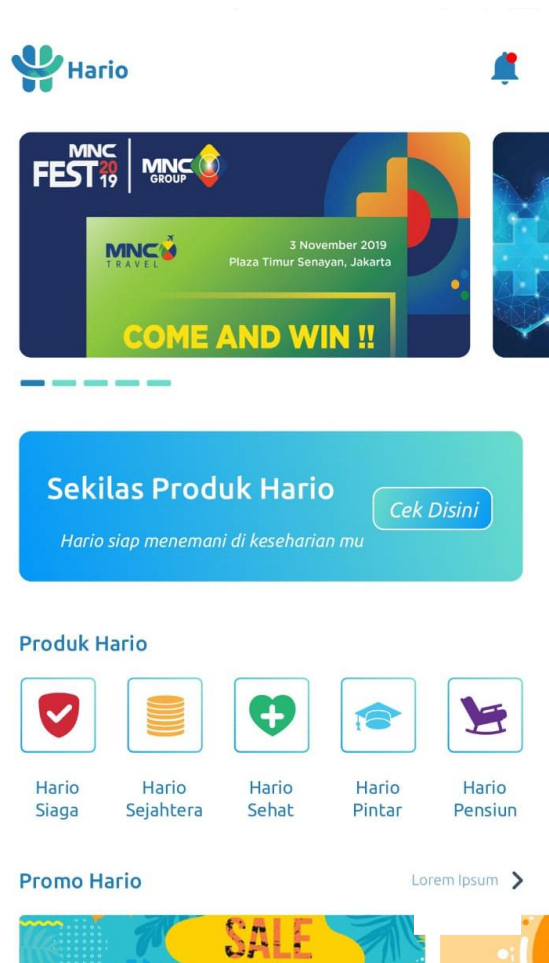 Hario
MNC
FEST 2019
MNC
GROUP
MNC
TRAVEL
3 November 2019
Plaza Timur Senayan, Jakarta
COME AND WIN !!
Sekilas Produk Hario
Cek Disini
Hario siap menemani di keseharian mu
Produk Hario
Hario
Siaga
Hario
Sejahtera
Hario
Sehat
Hario
Pintar
Hario
Pensiun
Promo Hario
Lorem Ipsum
SALE